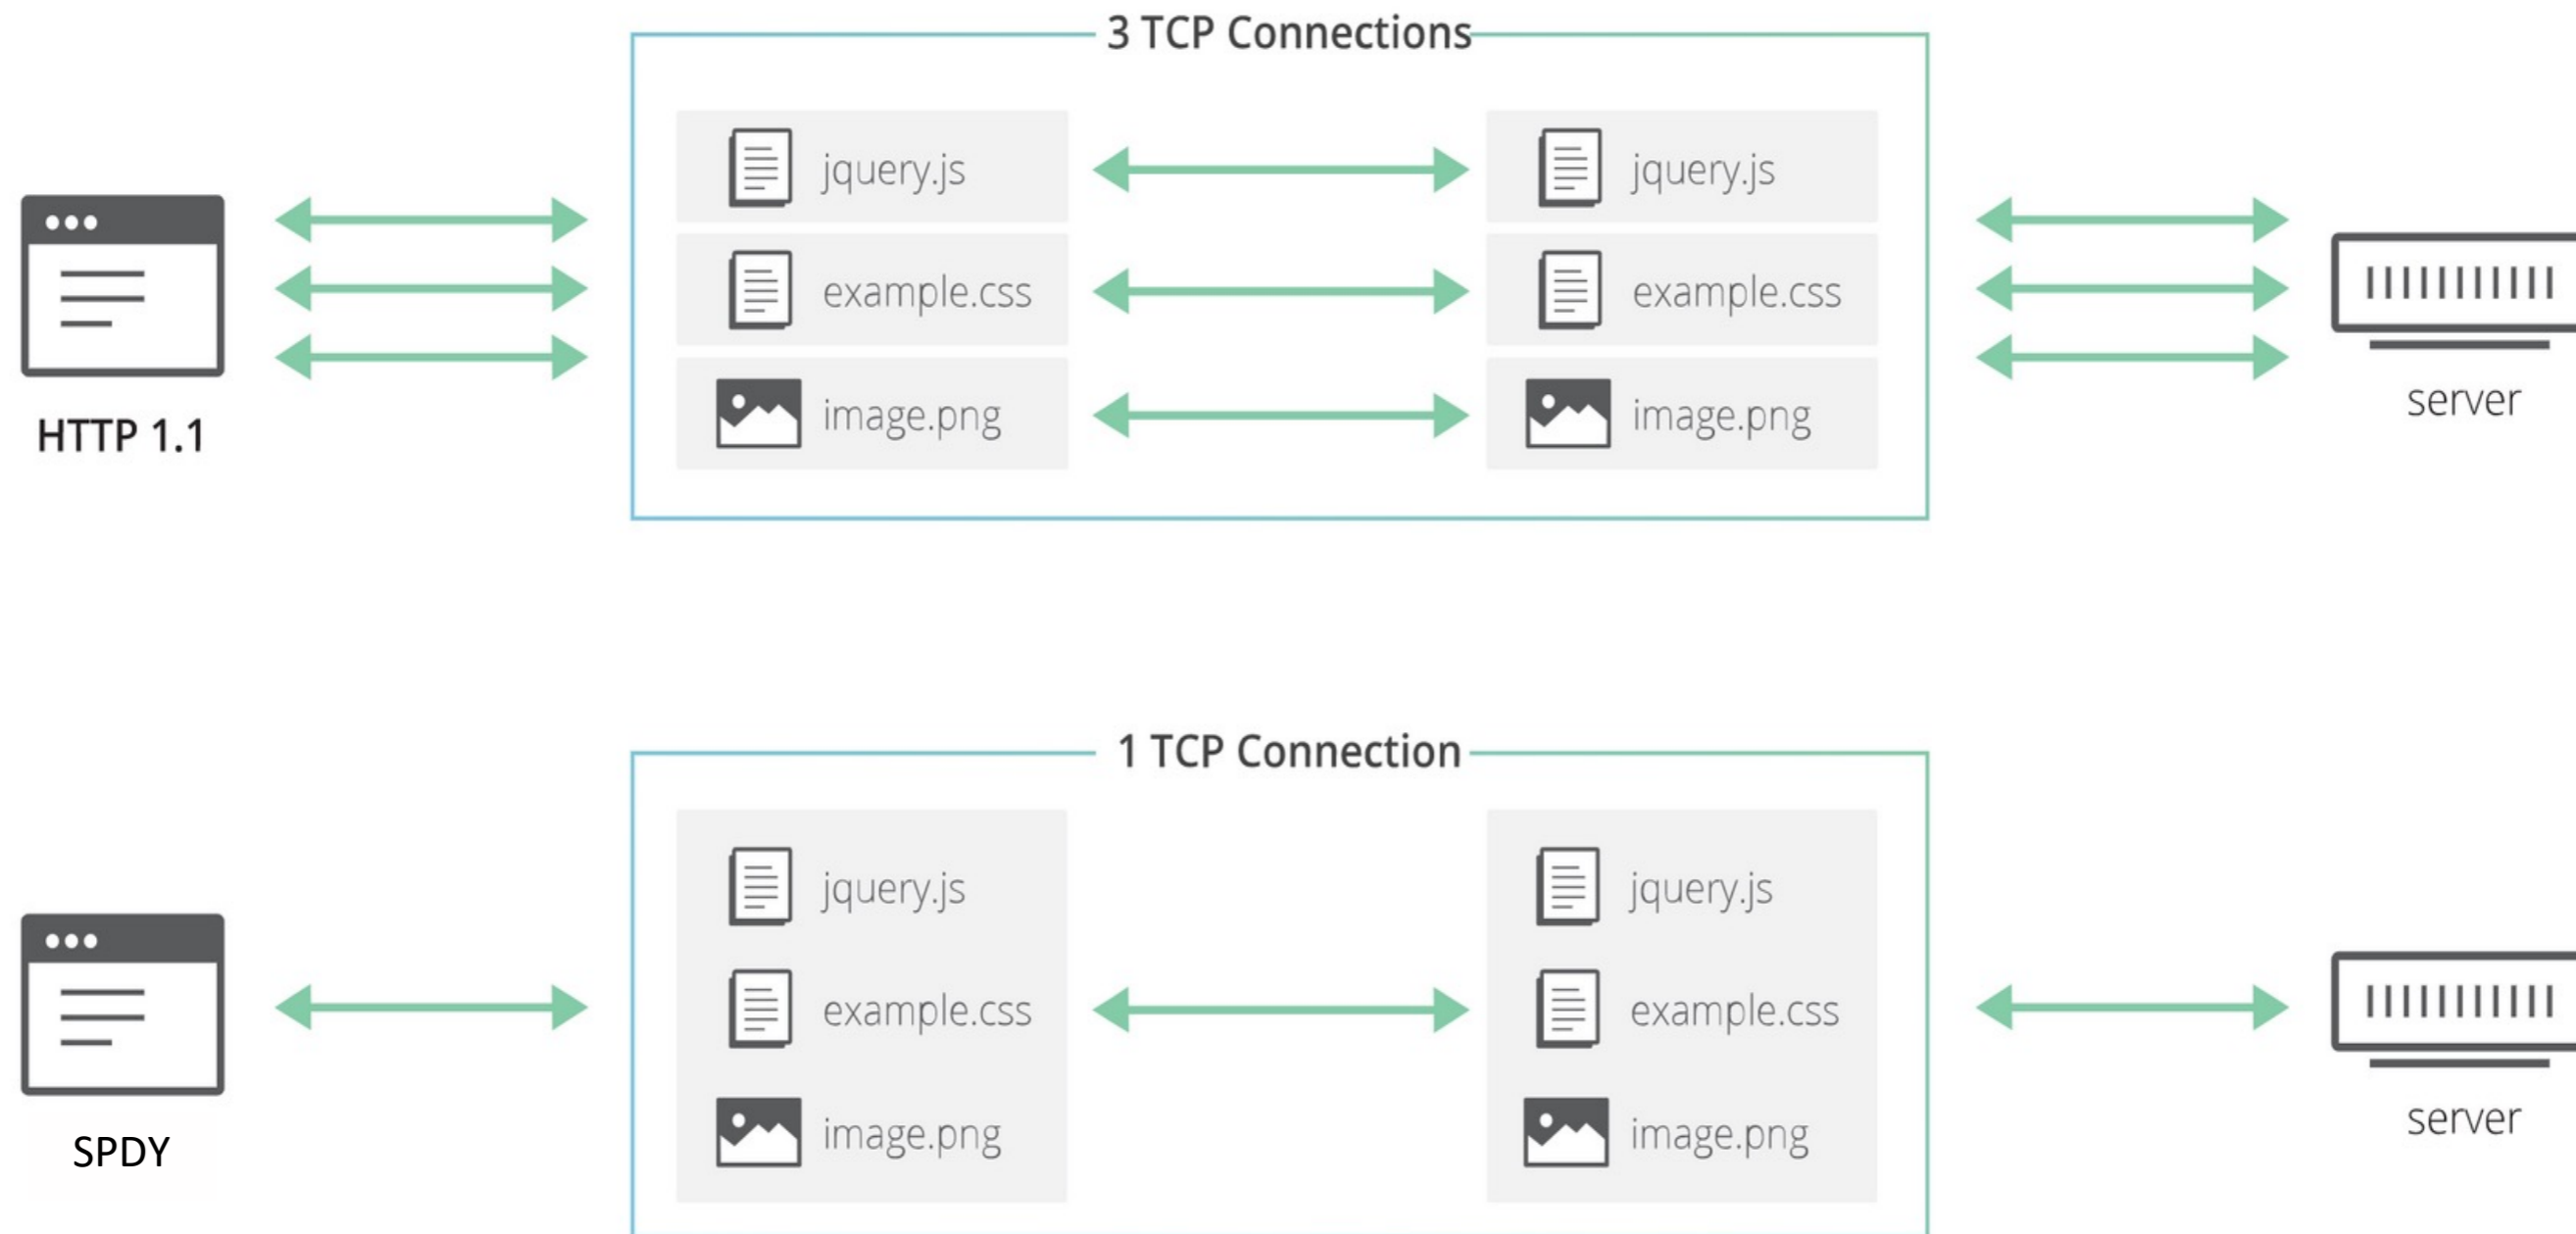 3 TCP Connections
jquery.js
jquery.js
example.css
example.css
image.png
image.png
HTTP 1.1
server
1 TCP Connection
jquery.js
jquery.js
example.css
example.css
image.png
image.png
SPDY
server